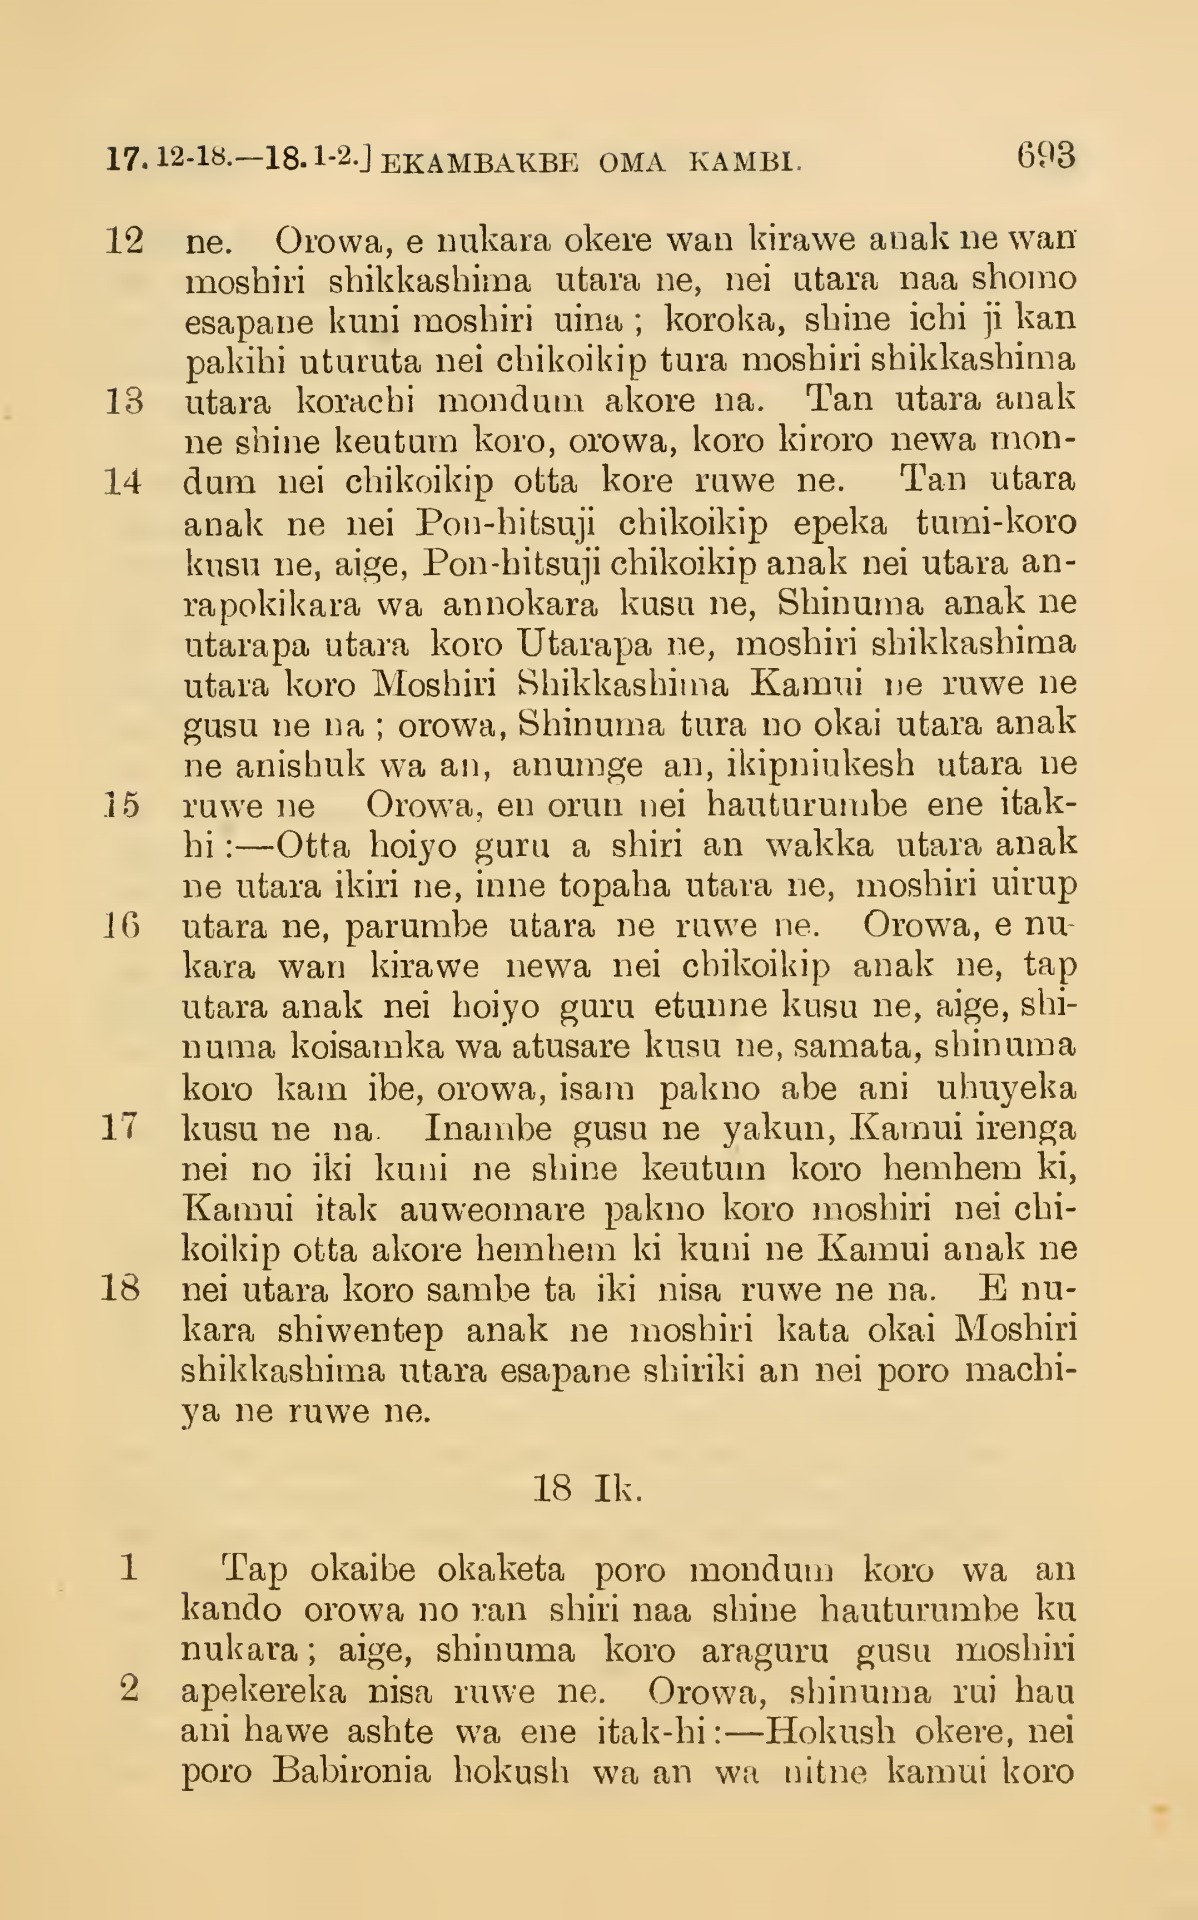 17. 12-18.—18. 1-2.] EKAMBAKBE OMA KAMBI. 693
12 ne. Orowa, e nukara okere wan kirawe anak ne wan
moshiri shikkashima utara ne, nei utara naa shomo
esapane kuni moshiri uina ; koroka, shine ichi ji kan
pakihi uturuta nei chikoikip tura moshiri shikkashima
13 utara korachi mondum akore na. Tan utara anak
ne shine keutum koro, orowa, koro kiroro newa mon-
14 dum nei chikoikip otta kore ruwe ne. Tan utara
anak ne nei Pon-hitsuji chikoikip epeka tumi-koro
kusu ne, aige, Pon-hitsuji chikoikip anak nei utara an-
rapokikara wa annokara kusu ne, Shinuma anak ne
utarapa utara koro Utarapa ne, moshiri shikkashima
utara koro Moshiri Shikkashima Kamui ne ruwe ne
gusu ne na ; orowa, Shinuma tura no okai utara anak
ne anishuk wa an, anumge an, ikipniukesh utara ne
15 ruwe ne Orowa, en orun nei hauturumbe ene itak-
hi :—Otta hoiyo guru a shiri an wakka utara anak
ne utara ikiri ne, inne topaha utara ne, moshiri uirup
16 utara ne, parumbe utara ne ruwe ne. Orowa, e nu-
kara wan kirawe newa nei chikoikip anak ne, tap
utara anak nei hoiyo guru etunne kusu ne, aige, shi-
numa koisamka wa atusare kusu ne, samata, shinuma
koro kam ibe, orowa, isam pakno abe ani uhuyeka
17 kusu ne na. Inambe gusu ne yakun, Kamui irenga
nei no iki kuni ne shine keutum koro hemhem ki,
Kamui itak auweomare pakno koro moshiri nei chi-
koikip otta akore hemhem ki kuni ne Kamui anak ne
18 nei utara koro sambe ta iki nisa ruwe ne na. E nu-
kara shiwentep anak ne moshiri kata okai Moshiri
shikkashima utara esapane shiriki an nei poro machi-
ya ne ruwe ne.
18 Ik.
1 Tap okaibe okaketa poro mondum koro wa an
kando orowa no ran shiri naa shine hauturumbe ku
nukara ; aige, shinuma koro araguru gusu moshiri
2 apekereka nisa ruwe ne. Orowa, shinuma rui hau
ani hawe ashte wa ene itak-hi :—Hokush okere, nei
poro Babironia hokush wa an wa nitne kamui koro